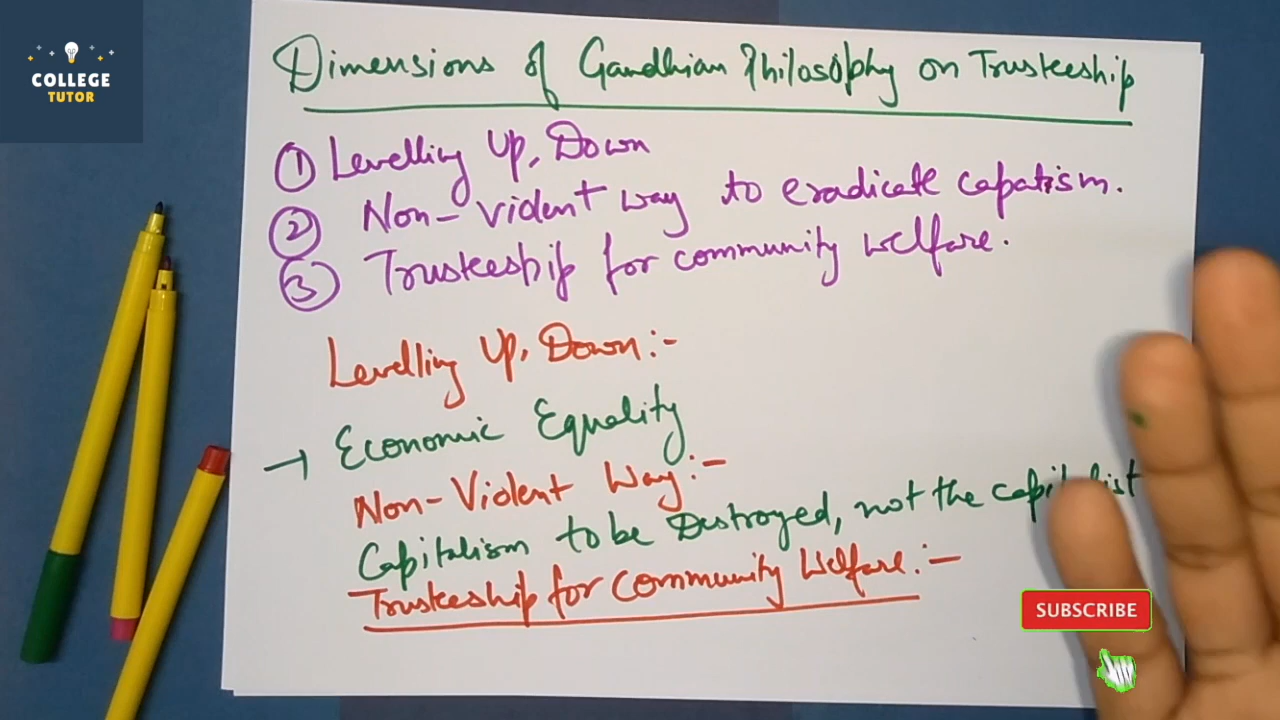 COLLEGE
TUTOR
Dimensions of Gandhian Philosophy on Trusteeship
① Levelling Up, Down
② Non-Violent way to eradicate capatism.
③ Trusteeship for community welfare.
Levelling Up, Down:-
→ Economic Equality
Non-Violent Way:-
Capitalism to be Destroyed, not the capitalist
Trusteeship for Community Welfare:-
SUBSCRIBE